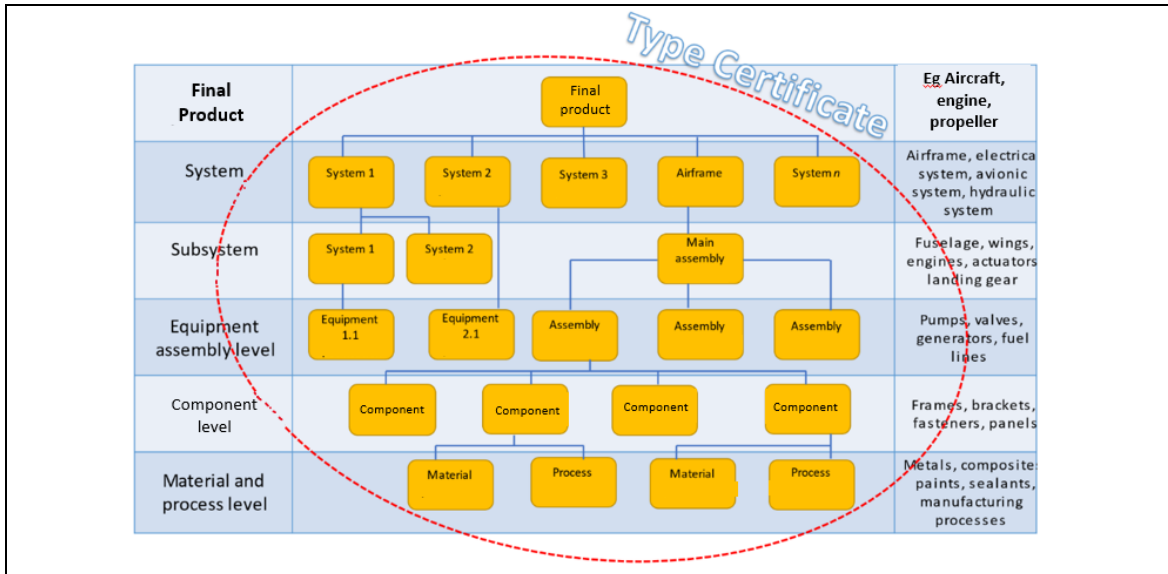 Type Certificate
Final
Product
Final
product
Eg Aircraft,
engine,
propeller
System
System 1
System 2
System 3
Airframe
System n
Airframe, electrica
system, avionic
system, hydraulic
system
Subsystem
System 1
System 2
Main
assembly
Fuselage, wings,
engines, actuators
landing gear
Equipment
assembly level
Equipment
1.1
Equipment
2.1
Assembly
Assembly
Assembly
Pumps, valves,
generators, fuel
lines
Component
level
Component
Component
Component
Component
Frames, brackets,
fasteners, panels
Material and
process level
Material
Process
Material
Process
Metals, composite
paints, sealants,
manufacturing
processes